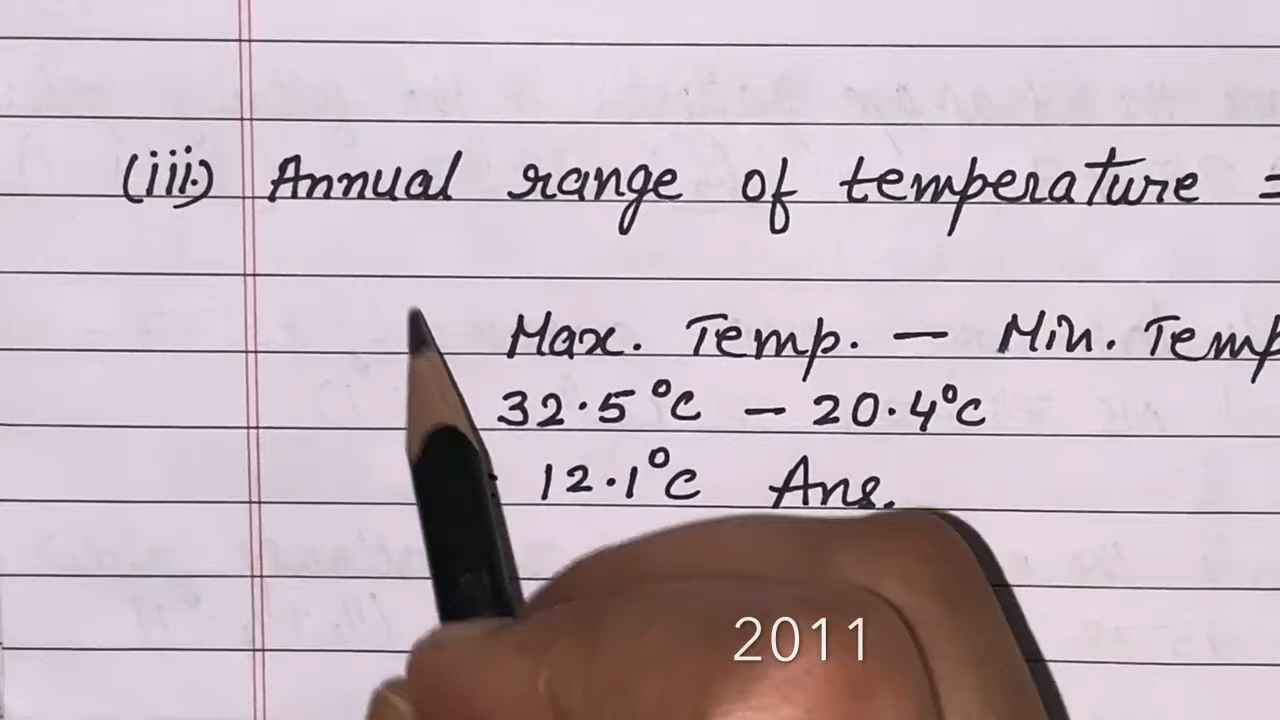 (iii.) Annual range of temperature =
Max. Temp. — Min. Temp
32.5°C — 20.4°C
12.1°C Ans.
2011